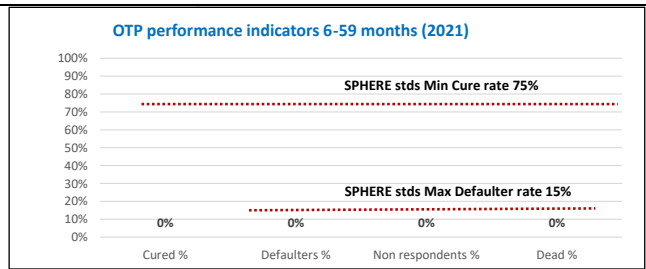 OTP performance indicators 6-59 months (2021)
100%
90%
80%
70%
60%
50%
40%
30%
20%
10%
0%
SPHERE stds Min Cure rate 75%
SPHERE stds Max Defaulter rate 15%
0% 0% 0% 0%
Cured % Defaulters % Non respondents % Dead %